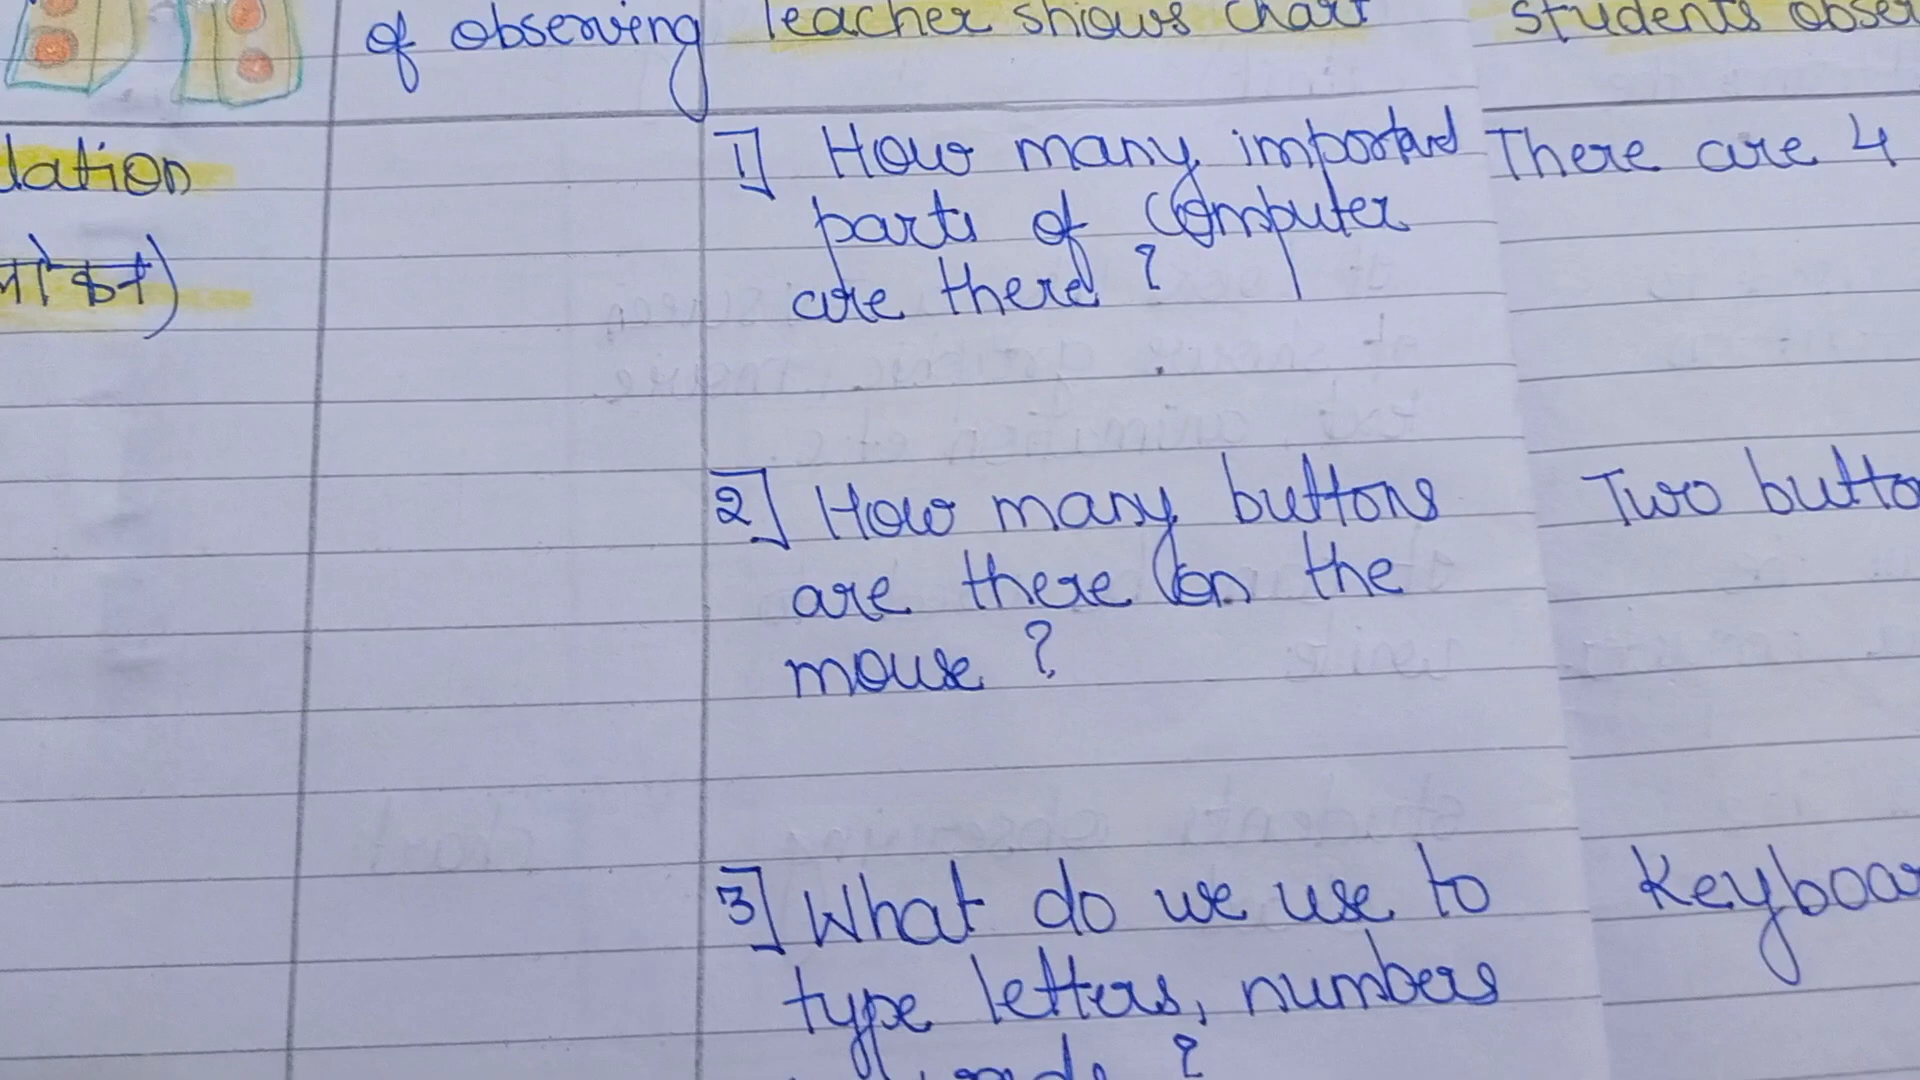 of observing Teacher shows chart Students obser
lation
1] How many important There are 4
parts of Computer
are there ?
2] How many buttons Two butto
are there on the
mouse ?
3] What do we use to Keyboar
type letters, numbers
?